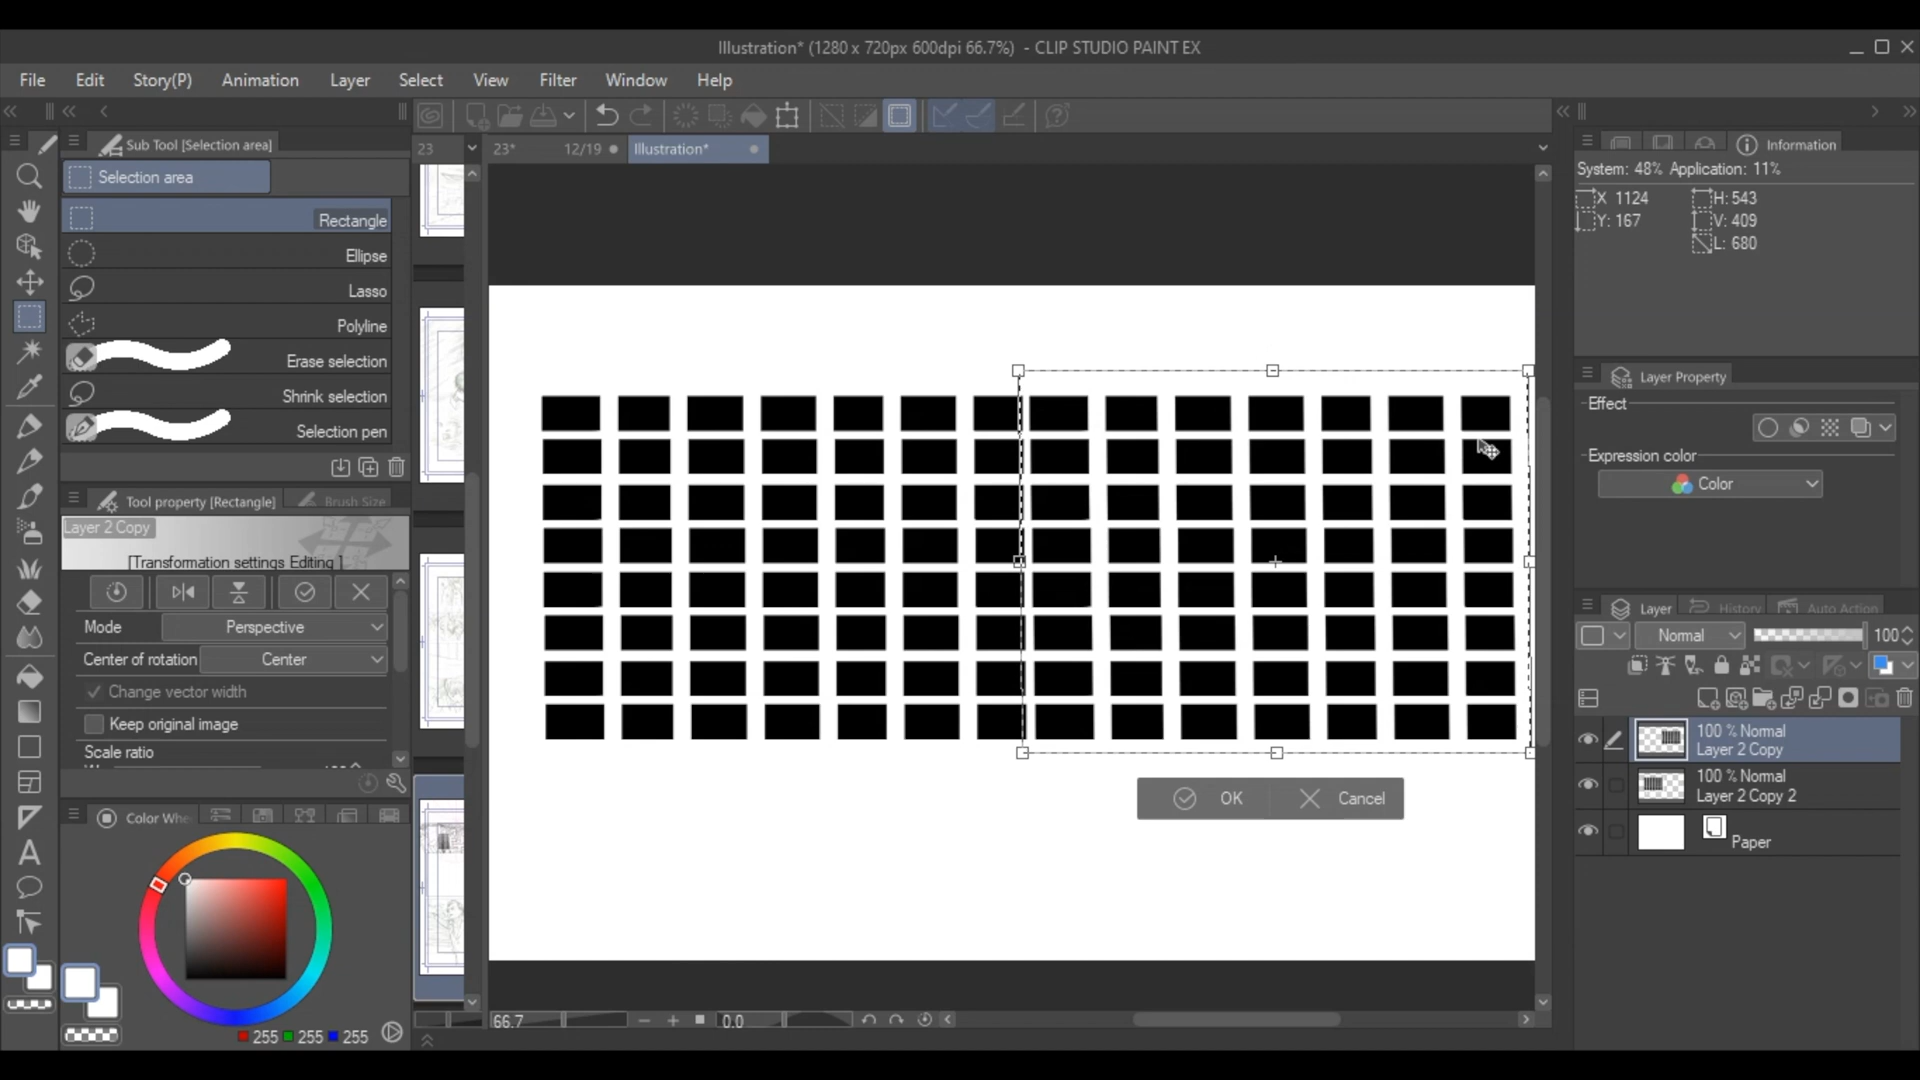 Illustration* (1280 x 720px 600dpi 66.7%) - CLIP STUDIO PAINT EX
File Edit Story(P) Animation Layer Select View Filter Window Help
Sub Tool [Selection area]
Selection area
Rectangle
Ellipse
Lasso
Polyline
Erase selection
Shrink selection
Selection pen
Tool property [Rectangle] Brush Size
Layer 2 Copy
[Transformation settings Editing ]
Mode Perspective
Center of rotation Center
Change vector width
Keep original image
Scale ratio
Color Whe
255 255 255
23 23* 12/19 Illustration*
OK Cancel
66.7 0.0
Information
System: 48% Application: 11%
X 1124 H: 543
Y: 167 V: 409
L: 680
Layer Property
Effect
Expression color
Color
Layer History Auto Action
Normal 100
100 % Normal
Layer 2 Copy
100 % Normal
Layer 2 Copy 2
Paper